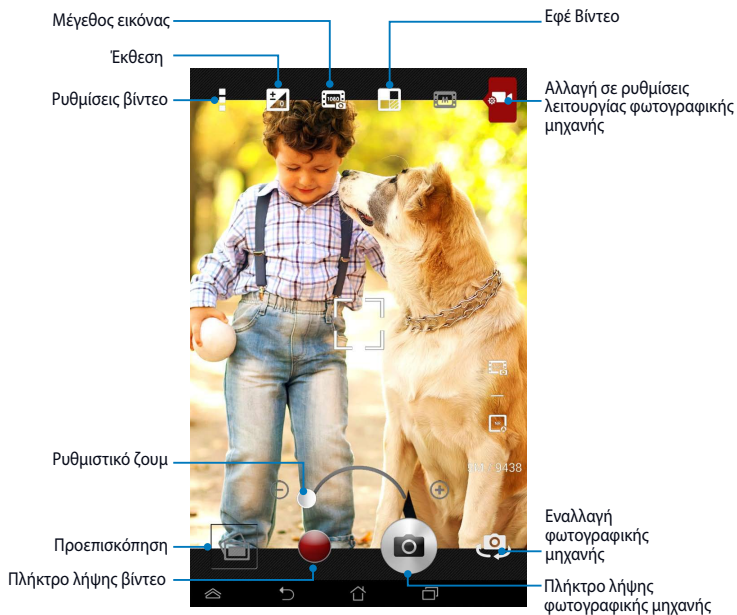 Μέγεθος εικόνας
Έκθεση
Ρυθμίσεις βίντεο
Εφέ Βίντεο
Αλλαγή σε ρυθμίσεις
λειτουργίας φωτογραφικής
μηχανής
1080
Ρυθμιστικό ζουμ
Προεπισκόπηση
Πλήκτρο λήψης βίντεο
Εναλλαγή
φωτογραφικής
μηχανής
Πλήκτρο λήψης
φωτογραφικής μηχανής